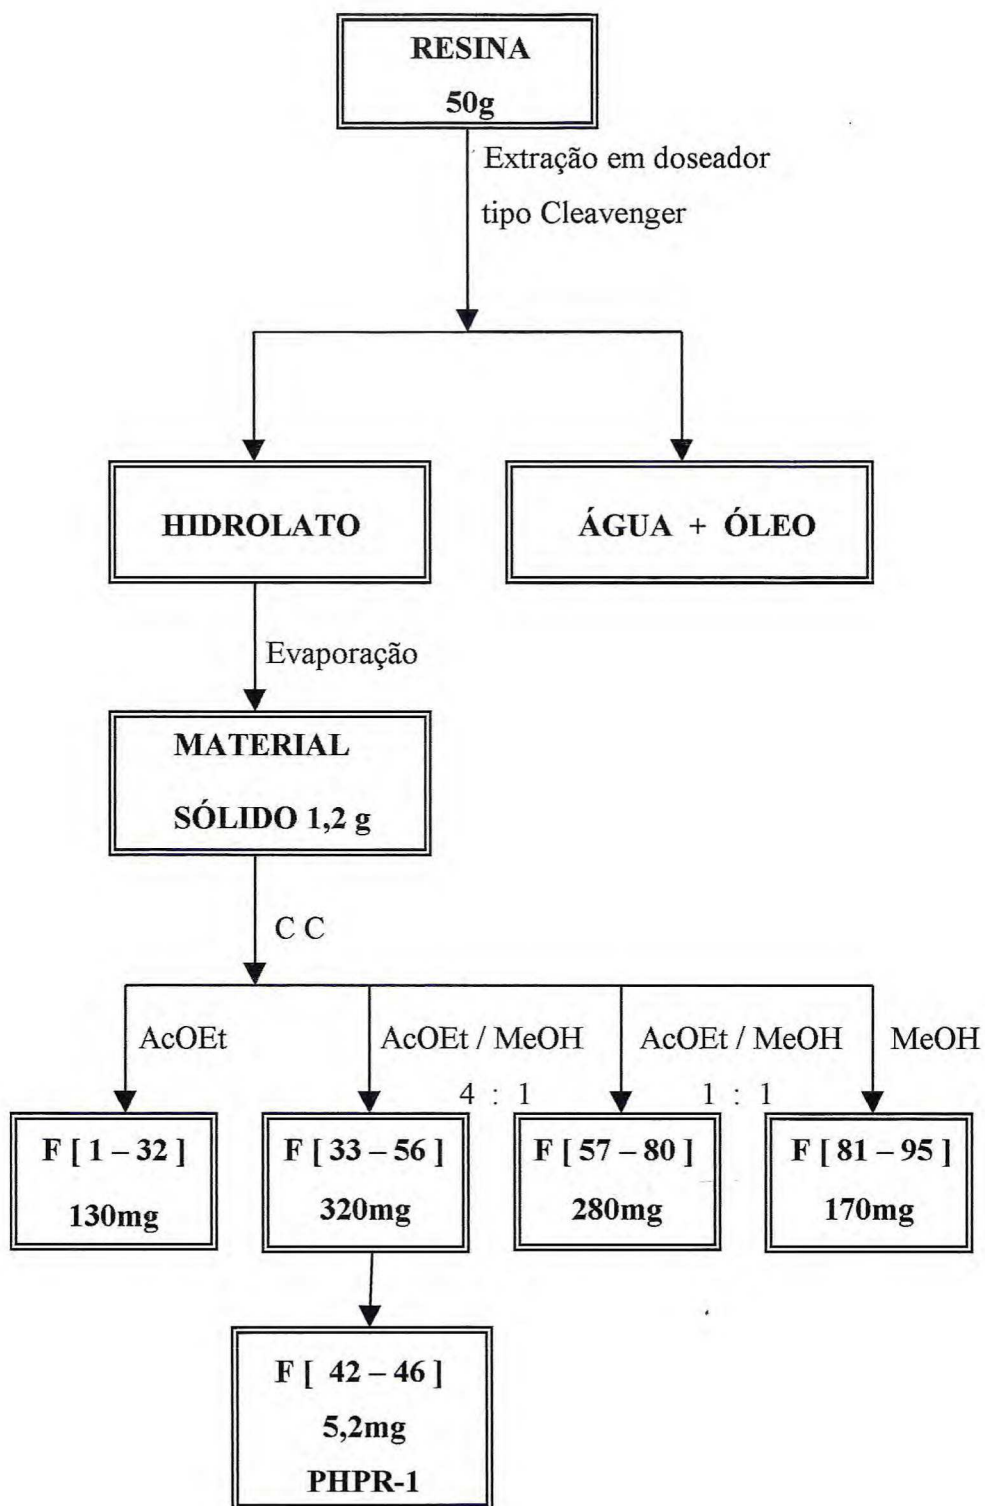 RESINA
50g
Extração em doseador
tipo Cleavenger
HIDROLATO
ÁGUA + ÓLEO
Evaporação
MATERIAL
SÓLIDO 1,2 g
C C
AcOEt
AcOEt / MeOH
4 : 1
AcOEt / MeOH
1 : 1
MeOH
F [ 1 – 32 ]
130mg
F [ 33 – 56 ]
320mg
F [ 57 – 80 ]
280mg
F [ 81 – 95 ]
170mg
F [ 42 – 46 ]
5,2mg
PHPR-1